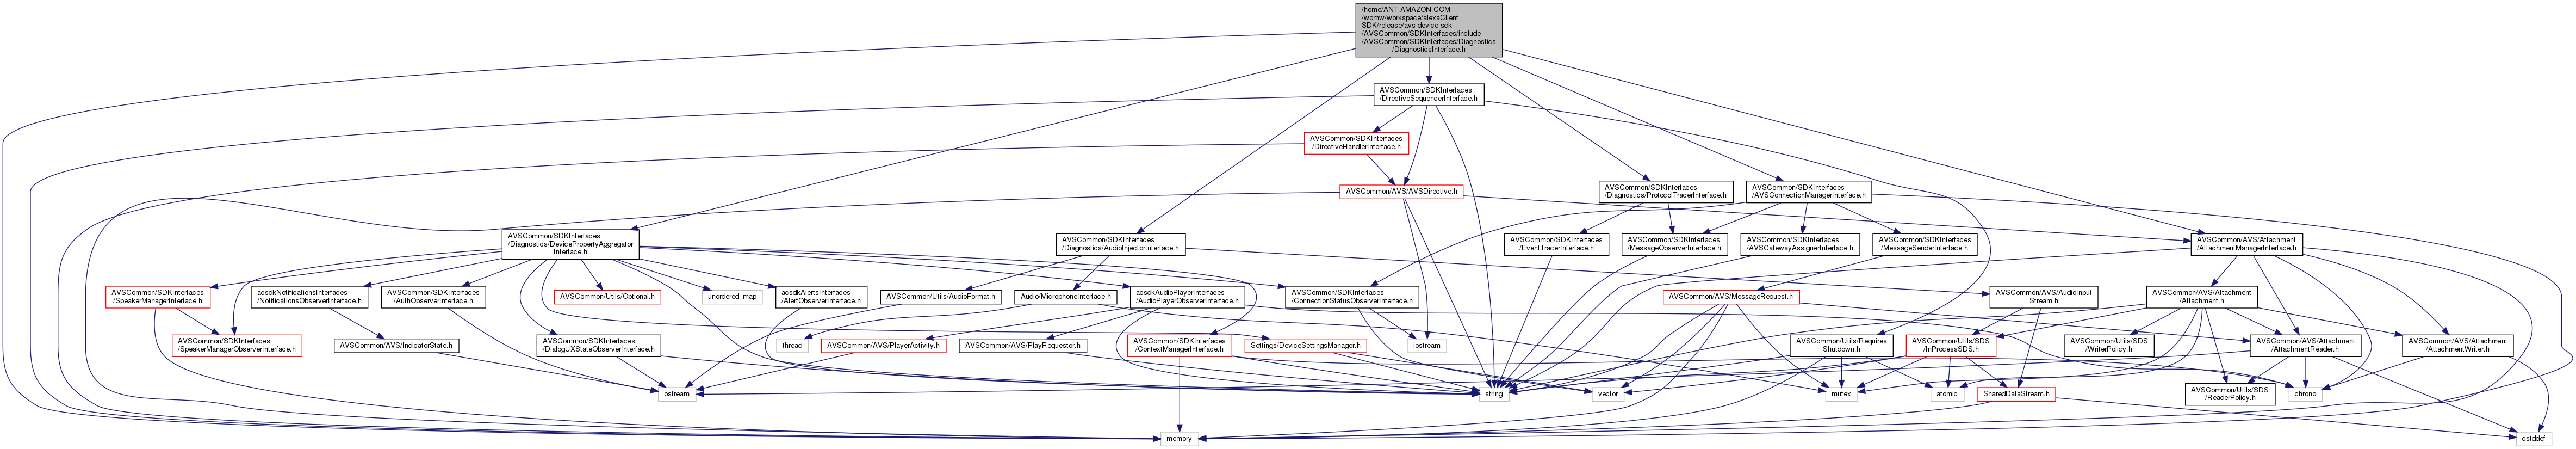 /home/ANT.AMAZON.COM
/womw/workspace/alexaClient
SDK/release/avs-device-sdk
/AVSCommon/SDKInterfaces/include
/AVSCommon/SDKInterfaces/Diagnostics
/DiagnosticsInterface.h
AVSCommon/SDKInterfaces
/DirectiveSequencerInterface.h
AVSCommon/SDKInterfaces
/DirectiveHandlerInterface.h
AVSCommon/AVS/AVSDirective.h
AVSCommon/SDKInterfaces
/Diagnostics/ProtocolTracerInterface.h
AVSCommon/SDKInterfaces
/AVSConnectionManagerInterface.h
AVSCommon/SDKInterfaces
/Diagnostics/DevicePropertyAggregator
Interface.h
AVSCommon/SDKInterfaces
/Diagnostics/AudioInjectorInterface.h
AVSCommon/SDKInterfaces
/EventTracerInterface.h
AVSCommon/SDKInterfaces
/MessageObserverInterface.h
AVSCommon/SDKInterfaces
/AVSGatewayAssignerInterface.h
AVSCommon/SDKInterfaces
/MessageSenderInterface.h
AVSCommon/AVS/Attachment
/AttachmentManagerInterface.h
AVSCommon/SDKInterfaces
/SpeakerManagerInterface.h
acsdkNotificationsInterfaces
/NotificationsObserverInterface.h
AVSCommon/SDKInterfaces
/AuthObserverInterface.h
AVSCommon/Utils/Optional.h
unordered_map
acsdkAlertsInterfaces
/AlertObserverInterface.h
AVSCommon/Utils/AudioFormat.h
Audio/MicrophoneInterface.h
acsdkAudioPlayerInterfaces
/AudioPlayerObserverInterface.h
AVSCommon/SDKInterfaces
/ConnectionStatusObserverInterface.h
AVSCommon/AVS/MessageRequest.h
AVSCommon/AVS/AudioInput
Stream.h
AVSCommon/AVS/Attachment
/Attachment.h
AVSCommon/SDKInterfaces
/SpeakerManagerObserverInterface.h
AVSCommon/AVS/IndicatorState.h
AVSCommon/SDKInterfaces
/DialogUXStateObserverInterface.h
thread
AVSCommon/AVS/PlayerActivity.h
AVSCommon/AVS/PlayRequestor.h
AVSCommon/SDKInterfaces
/ContextManagerInterface.h
Settings/DeviceSettingsManager.h
iostream
AVSCommon/Utils/Requires
Shutdown.h
AVSCommon/Utils/SDS
/InProcessSDS.h
AVSCommon/Utils/SDS
/WriterPolicy.h
AVSCommon/AVS/Attachment
/AttachmentReader.h
AVSCommon/AVS/Attachment
/AttachmentWriter.h
ostream
string
vector
mutex
atomic
SharedDataStream.h
AVSCommon/Utils/SDS
/ReaderPolicy.h
chrono
memory
cstddef